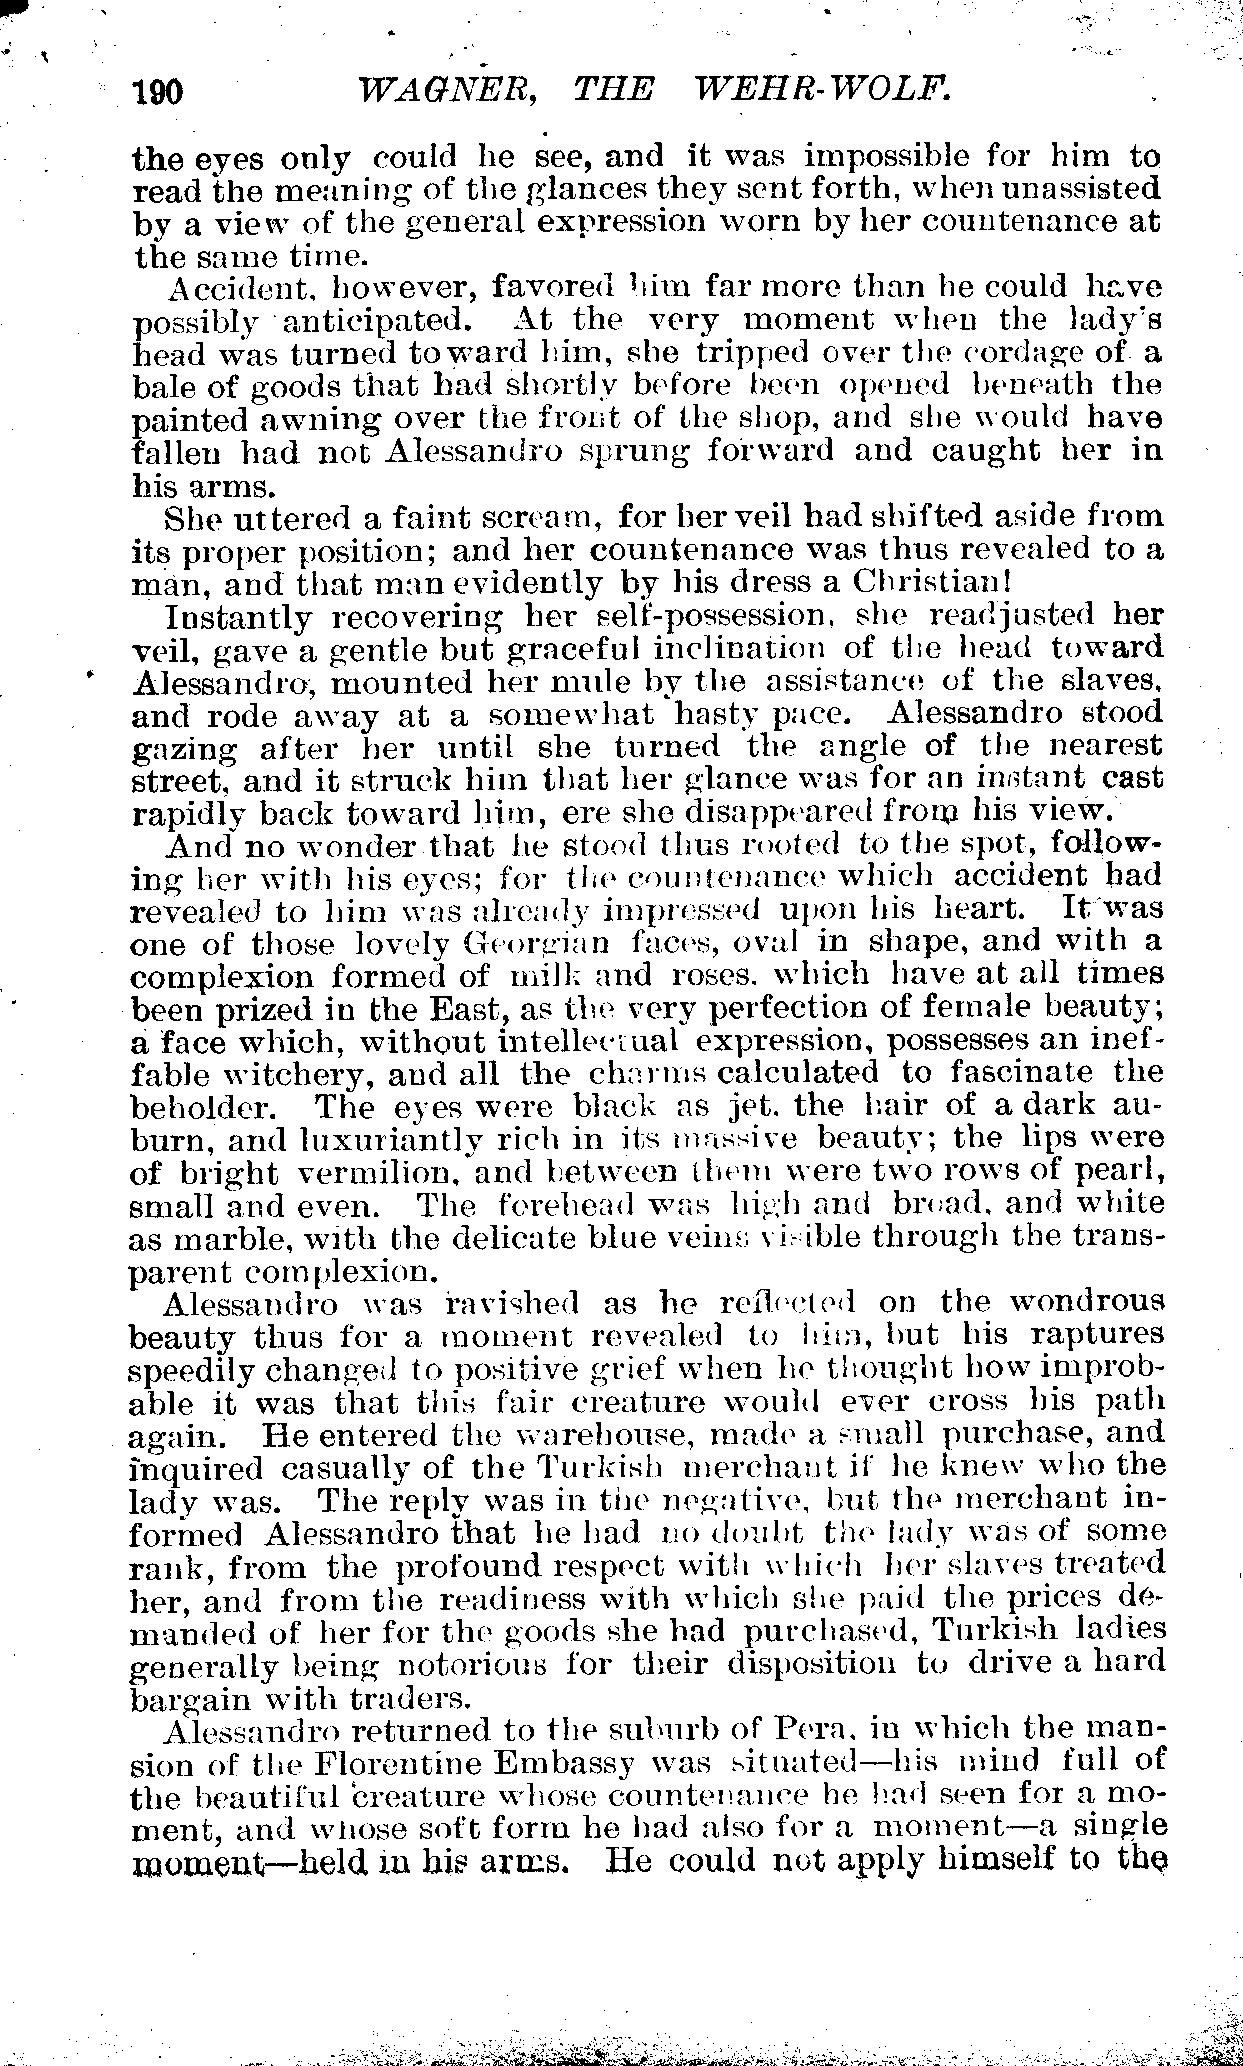 190 WAGNER, THE WEHR-WOLF.
the eyes only could he see, and it was impossible for him to
read the meaning of the glances they sent forth, when unassisted
by a view of the general expression worn by her countenance at
the same time.
Accident, however, favored him far more than he could have
possibly anticipated. At the very moment when the lady's
head was turned toward him, she tripped over the cordage of a
bale of goods that had shortly before been opened beneath the
painted awning over the front of the shop, and she would have
fallen had not Alessandro sprung forward and caught her in
his arms.
She uttered a faint scream, for her veil had shifted aside from
its proper position; and her countenance was thus revealed to a
man, and that man evidently by his dress a Christian!
Instantly recovering her self-possession, she readjusted her
veil, gave a gentle but graceful inclination of the head toward
Alessandro, mounted her mule by the assistance of the slaves,
and rode away at a somewhat hasty pace. Alessandro stood
gazing after her until she turned the angle of the nearest
street, and it struck him that her glance was for an instant cast
rapidly back toward him, ere she disappeared from his view.
And no wonder that he stood thus rooted to the spot, follow-
ing her with his eyes; for the countenance which accident had
revealed to him was already impressed upon his heart. It was
one of those lovely Georgian faces, oval in shape, and with a
complexion formed of milk and roses, which have at all times
been prized in the East, as the very perfection of female beauty;
a face which, without intellectual expression, possesses an inef-
fable witchery, and all the charms calculated to fascinate the
beholder. The eyes were black as jet, the hair of a dark au-
burn, and luxuriantly rich in its massive beauty; the lips were
of bright vermilion, and between them were two rows of pearl,
small and even. The forehead was high and broad, and white
as marble, with the delicate blue veins visible through the trans-
parent complexion.
Alessandro was ravished as he reflected on the wondrous
beauty thus for a moment revealed to him, but his raptures
speedily changed to positive grief when he thought how improb-
able it was that this fair creature would ever cross his path
again. He entered the warehouse, made a small purchase, and
inquired casually of the Turkish merchant if he knew who the
lady was. The reply was in the negative, but the merchant in-
formed Alessandro that he had no doubt the lady was of some
rank, from the profound respect with which her slaves treated
her, and from the readiness with which she paid the prices de-
manded of her for the goods she had purchased, Turkish ladies
generally being notorious for their disposition to drive a hard
bargain with traders.
Alessandro returned to the suburb of Pera, in which the man-
sion of the Florentine Embassy was situated—his mind full of
the beautiful creature whose countenance he had seen for a mo-
ment, and whose soft form he had also for a moment—a single
moment—held in his arms. He could not apply himself to the